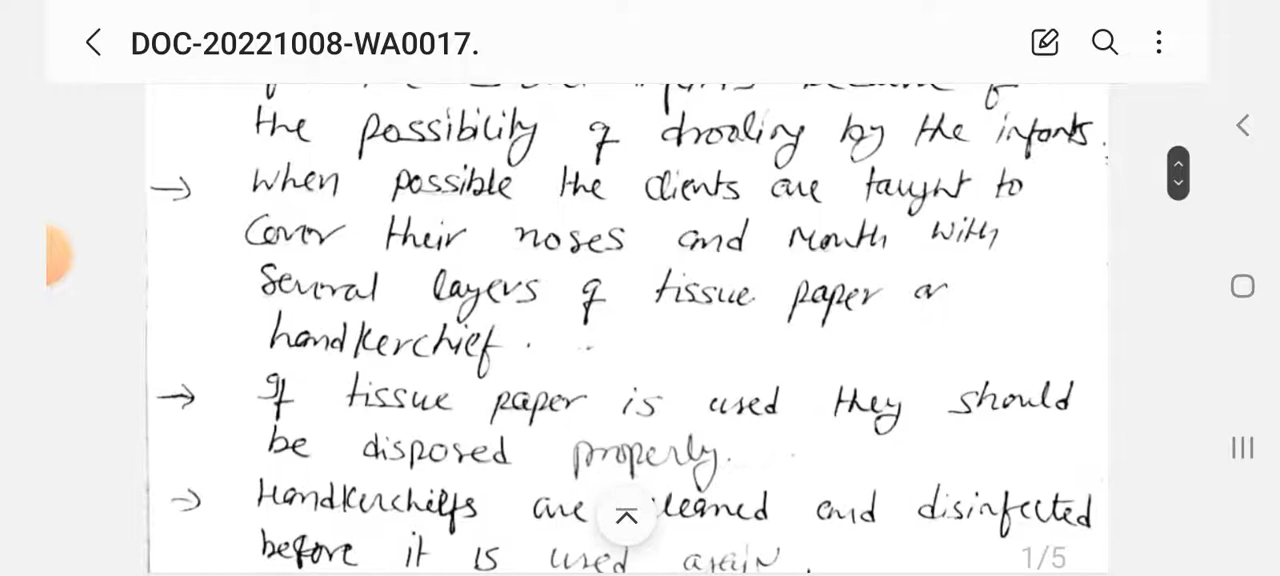 DOC-20221008-WA0017.
the possibility of drooling by the infants.
→ when possible the clients are taught to
cover their noses and mouth with
several layers of tissue paper or
handkerchief.
→ If tissue paper is used they should
be disposed properly.
→ Handkerchiefs are cleaned and disinfected
before it is used again.
1/5